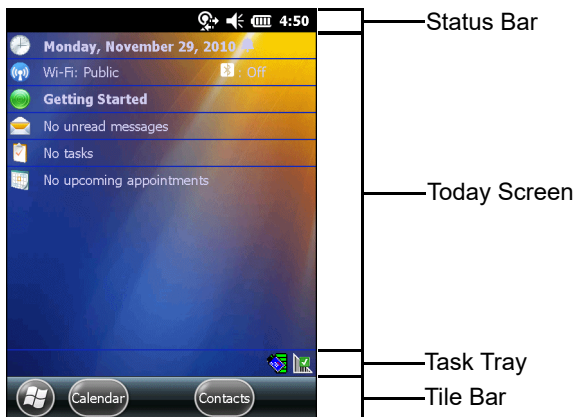 4:50
Status Bar
Monday, November 29, 2010
Wi-Fi: Public : Off
Getting Started
No unread messages
No tasks
No upcoming appointments
Today Screen
Task Tray
Calendar Contacts
Tile Bar